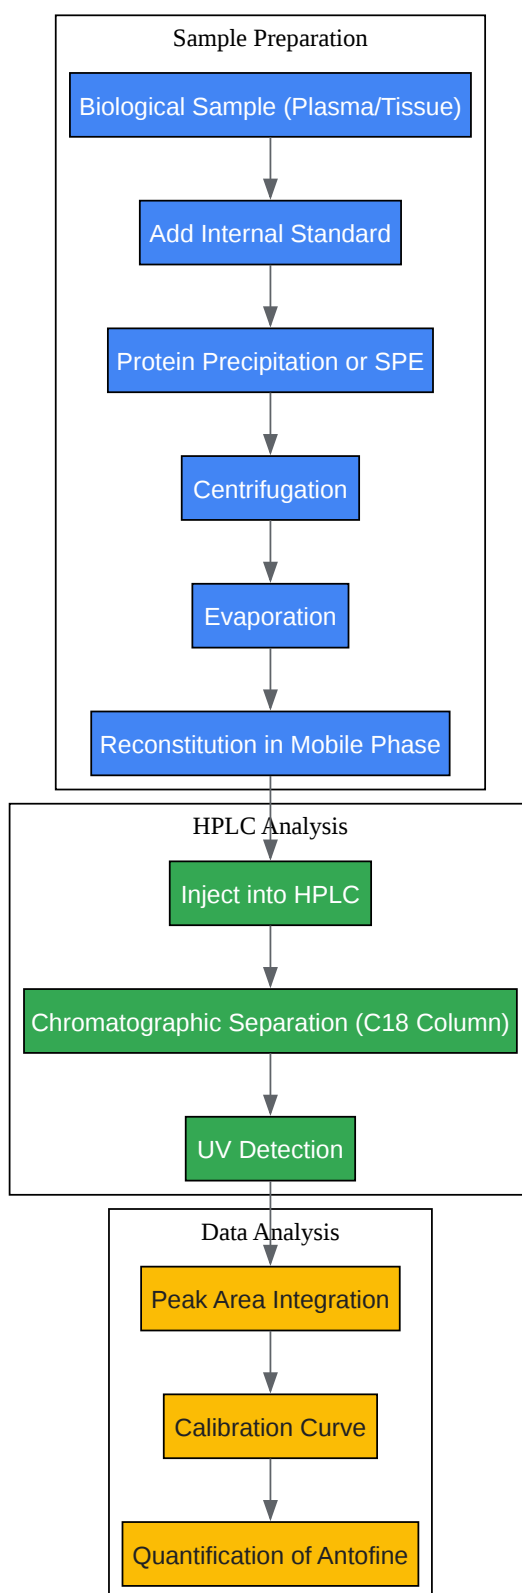 Sample Preparation
Biological Sample (Plasma/Tissue)
Add Internal Standard
Protein Precipitation or SPE
Centrifugation
Evaporation
Reconstitution in Mobile Phase
HPLC Analysis
Inject into HPLC
Chromatographic Separation (C18 Column)
UV Detection
Data Analysis
Peak Area Integration
Calibration Curve
Quantification of Antofine